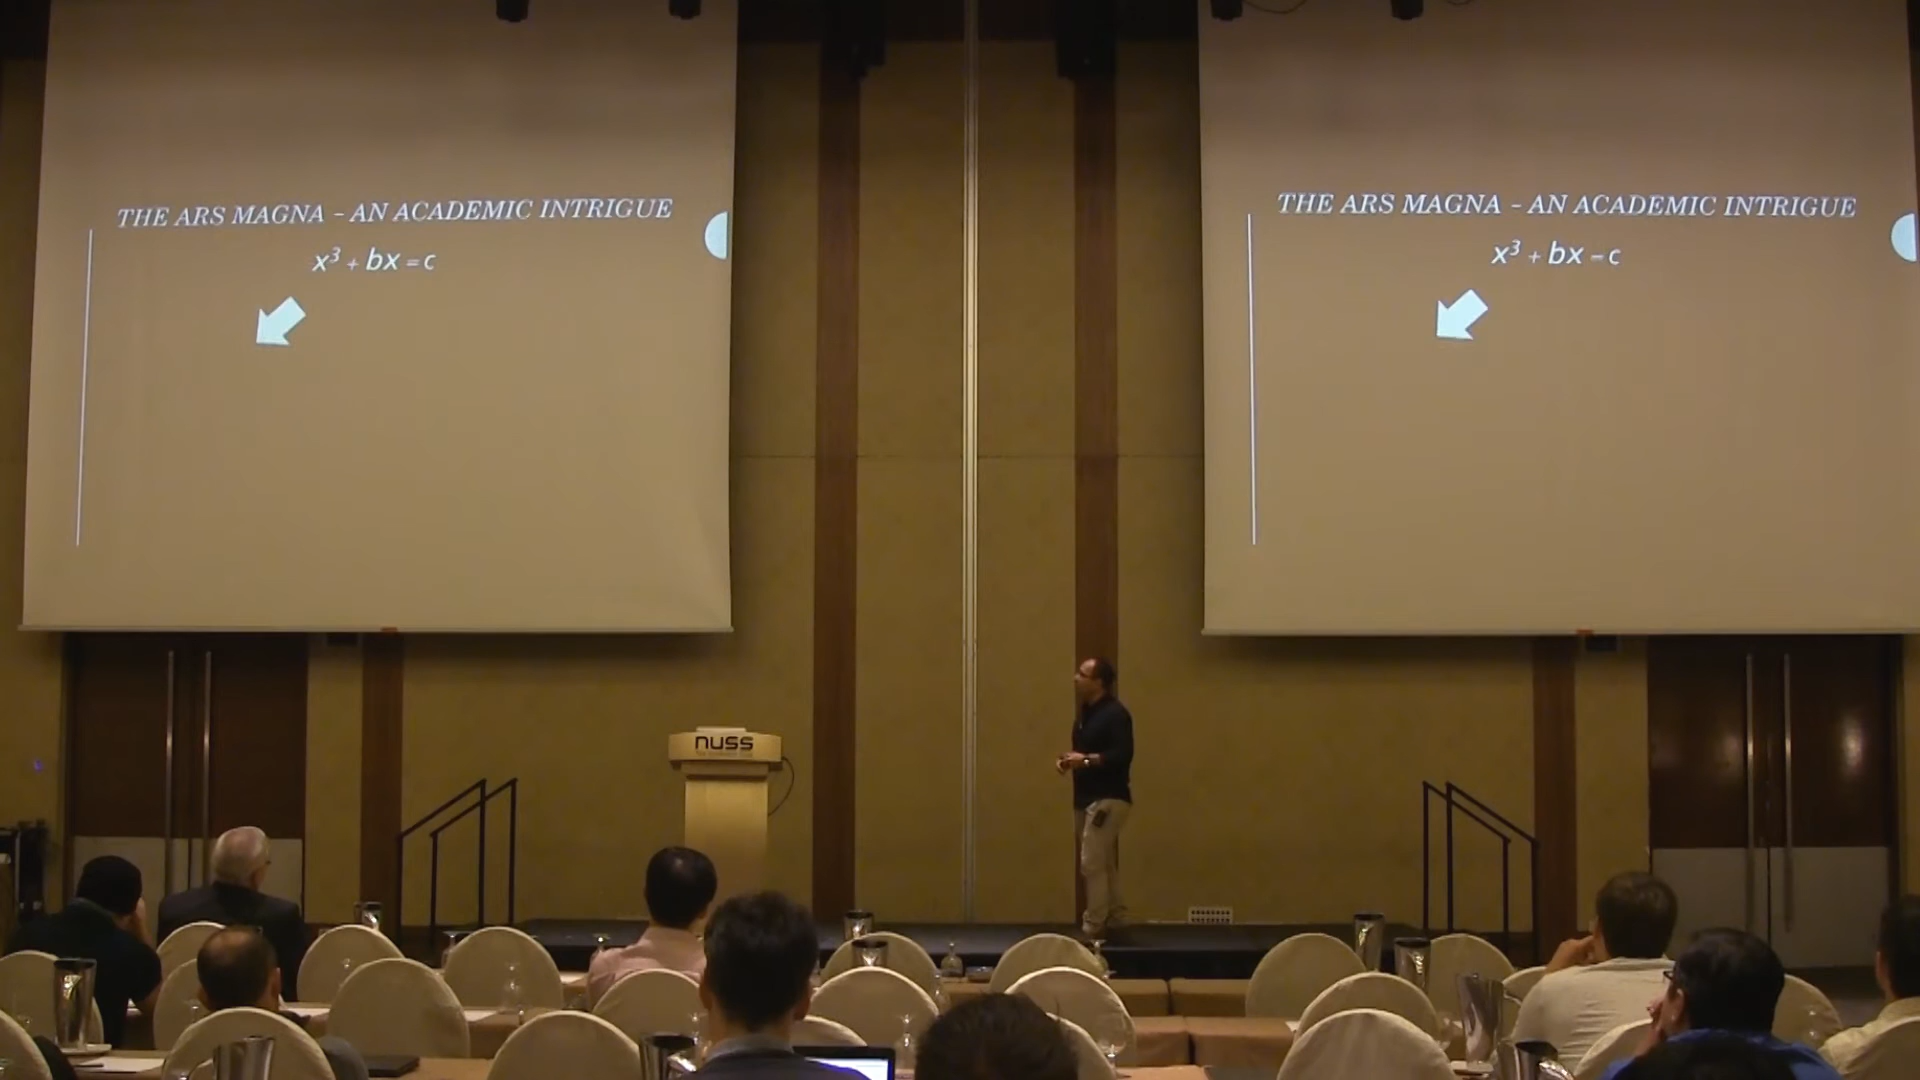 THE ARS MAGNA – AN ACADEMIC INTRIGUE
x³ + bx = c
THE ARS MAGNA – AN ACADEMIC INTRIGUE
x³ + bx = c
nuss